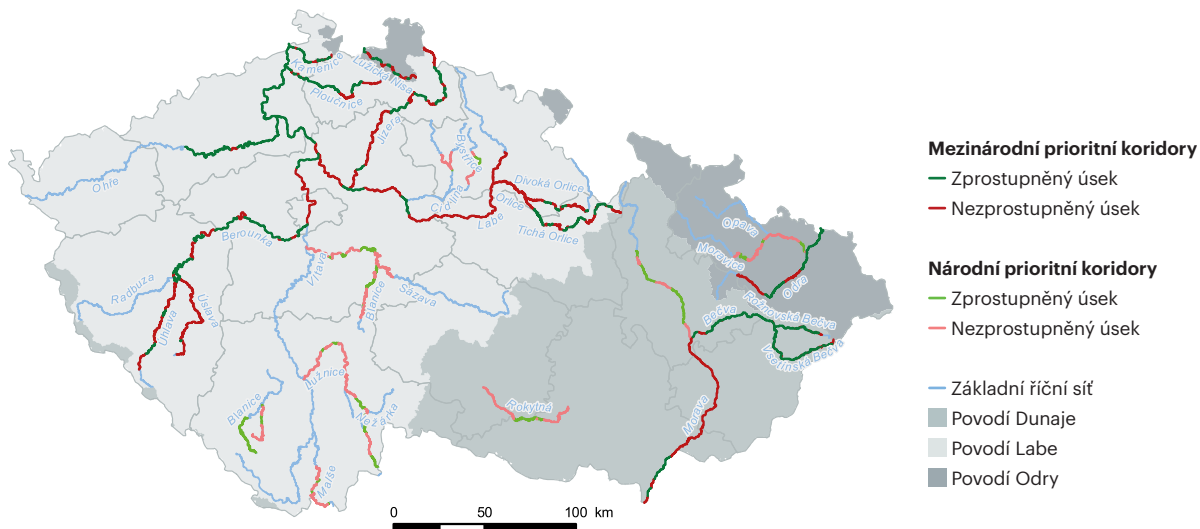 Kamenice
Lužická Nisa
Ploučnice
Jizera
Bystřice
Ohře
Cidlina
Divoká Orlice
Orlice
Labe
Tichá Orlice
Berounka
Vltava
Opava
Moravice
Odra
Radbuza
Úhlava
Úslava
Blanice
Sázava
Bečva
Rožnovská Bečva
Vsetínská Bečva
Lužnice
Blanice
Nežárka
Rokytná
Morava
Malše
0 50 100 km
Mezinárodní prioritní koridory
Zprostupněný úsek
Nezprostupněný úsek
Národní prioritní koridory
Zprostupněný úsek
Nezprostupněný úsek
Základní říční síť
Povodí Dunaje
Povodí Labe
Povodí Odry